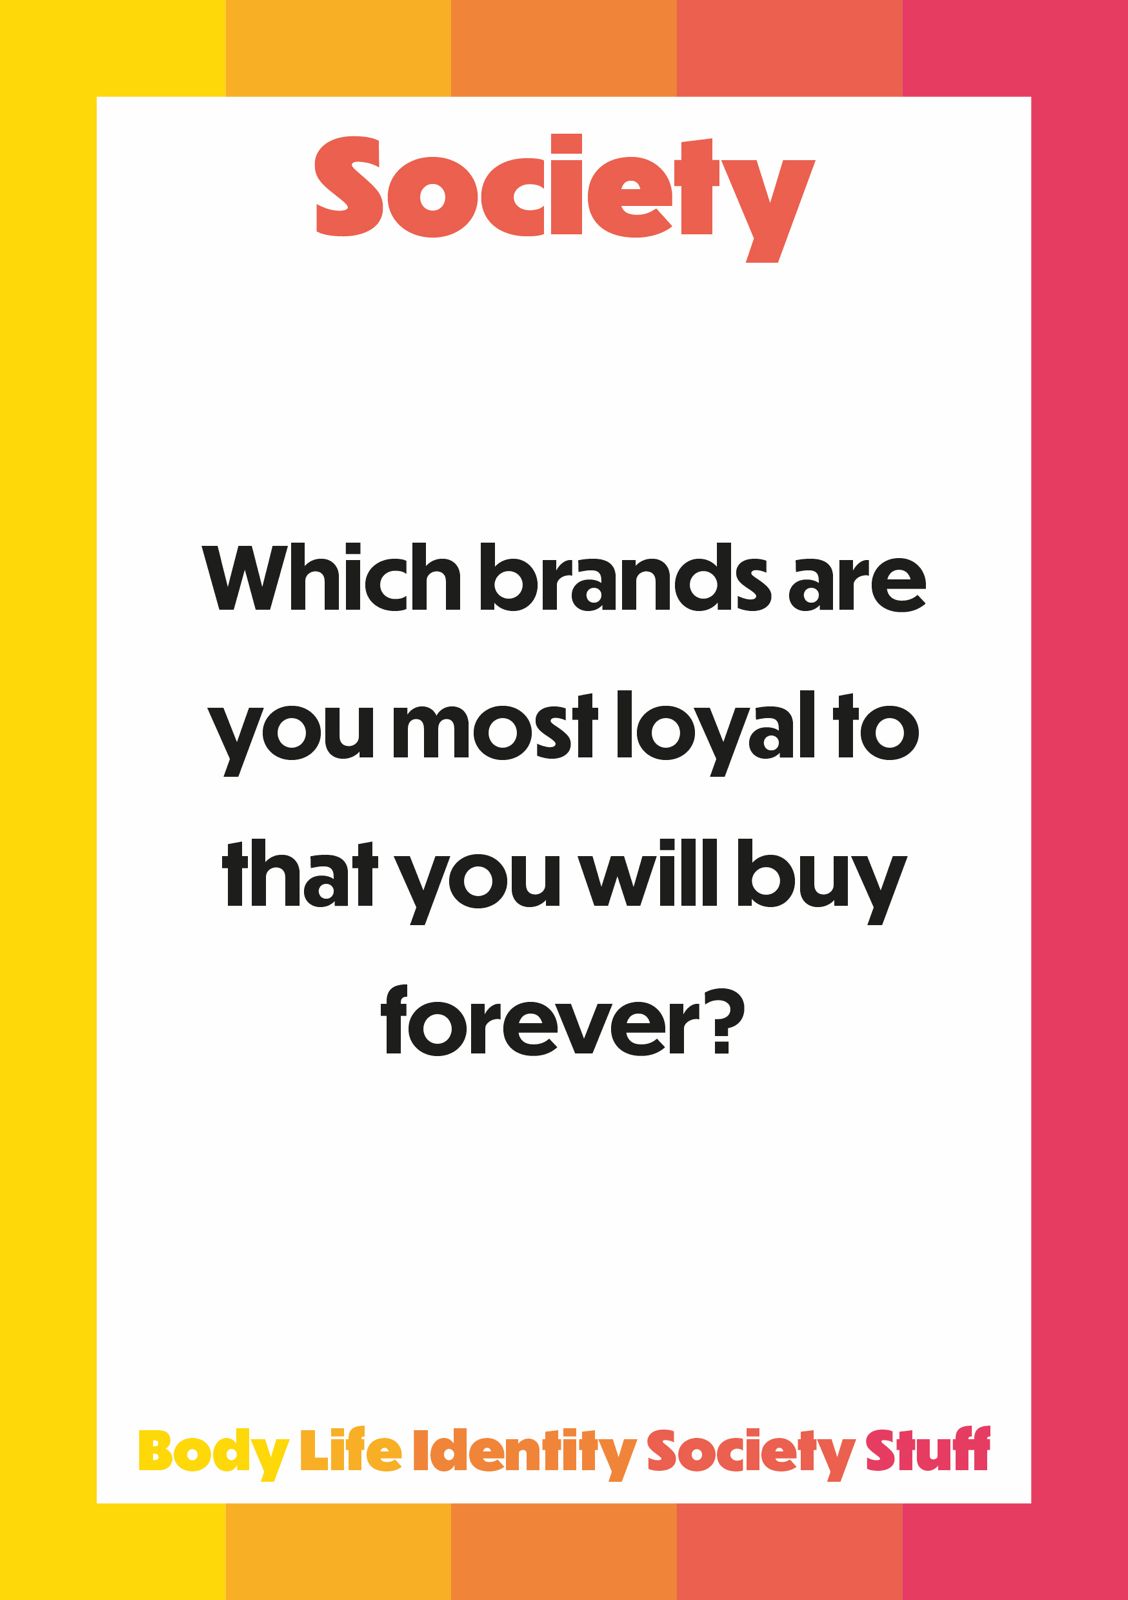 Society
Which brands are
you most loyal to
that you will buy
forever?
Body Life Identity Society Stuff